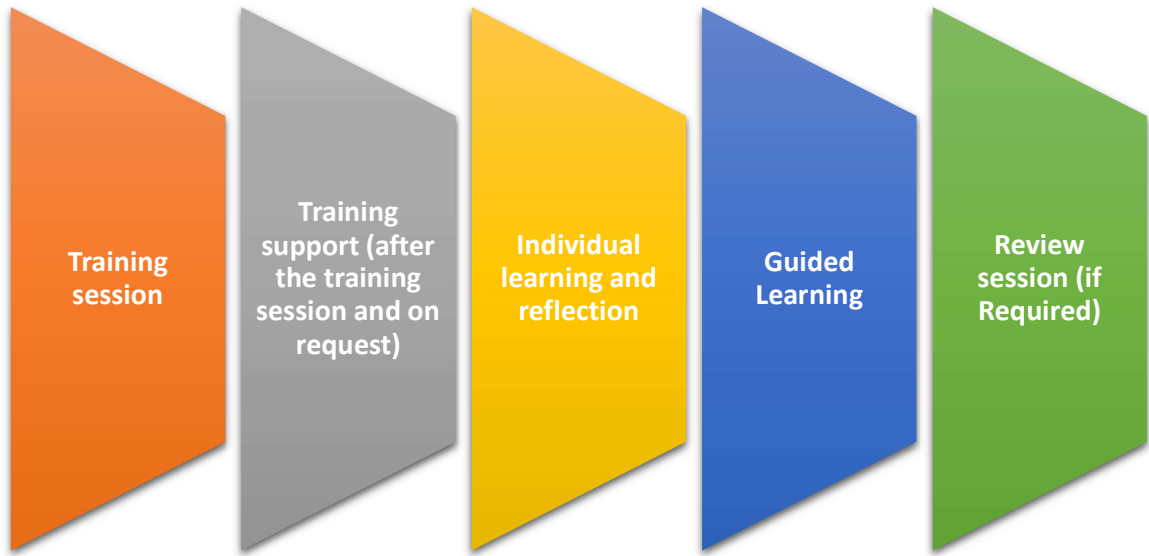 Training
session
Training
support (after
the training
session and on
request)
Individual
learning and
reflection
Guided
Learning
Review
session (if
Required)